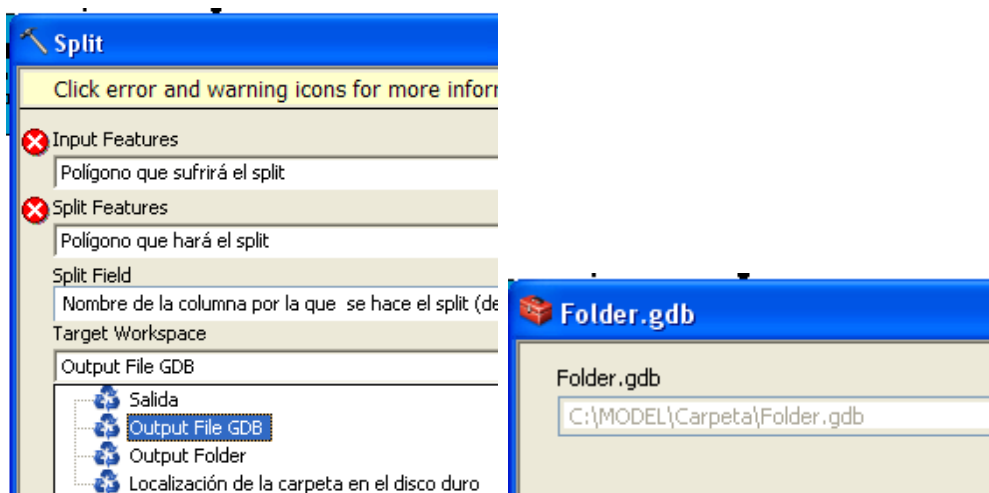 Split
Click error and warning icons for more infor
Input Features
Polígono que sufrirá el split
Split Features
Polígono que hará el split
Split Field
Nombre de la columna por la que se hace el split (de
Target Workspace
Output File GDB
Salida
Output File GDB
Output Folder
Localización de la carpeta en el disco duro
Folder.gdb
Folder.gdb
C:\MODEL\Carpeta\Folder.gdb